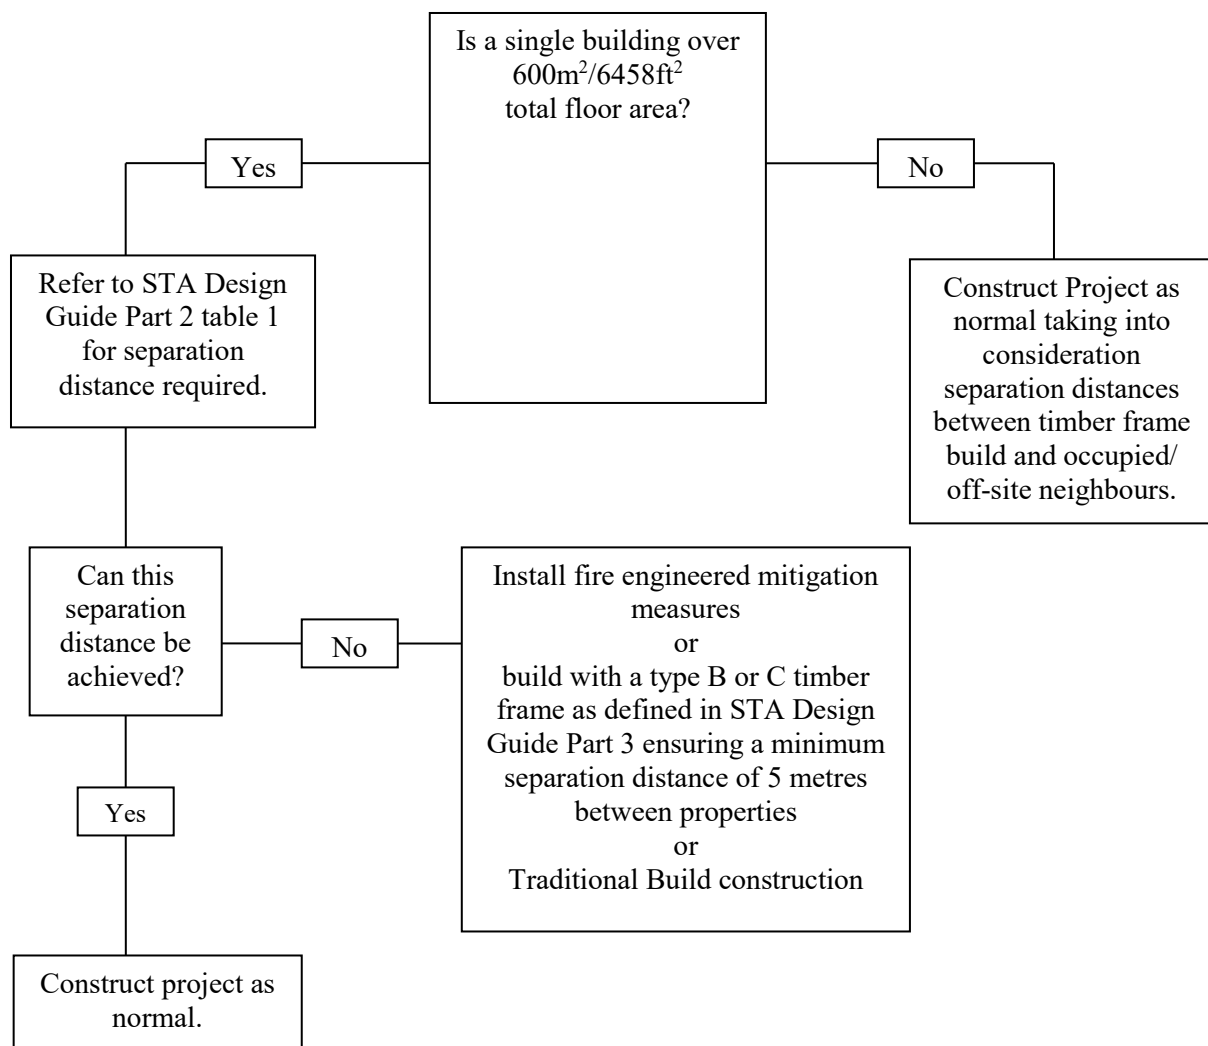 Is a single building over
600m²/6458ft²
total floor area?
Yes
No
Refer to STA Design
Guide Part 2 table 1
for separation
distance required.
Construct Project as
normal taking into
consideration
separation distances
between timber frame
build and occupied/
off-site neighbours.
Can this
separation
distance be
achieved?
No
Install fire engineered mitigation
measures
or
build with a type B or C timber
frame as defined in STA Design
Guide Part 3 ensuring a minimum
separation distance of 5 metres
between properties
or
Traditional Build construction
Yes
Construct project as
normal.